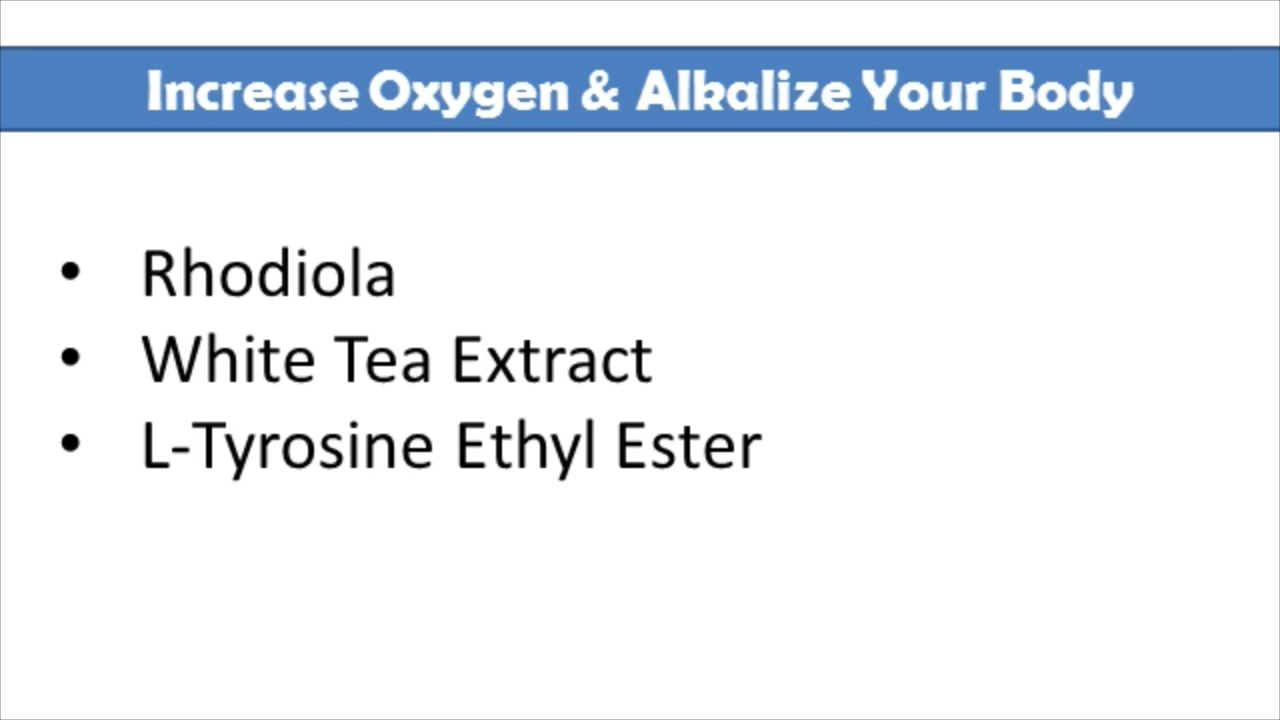 Increase Oxygen & Alkalize Your Body
• Rhodiola
• White Tea Extract
• L-Tyrosine Ethyl Ester